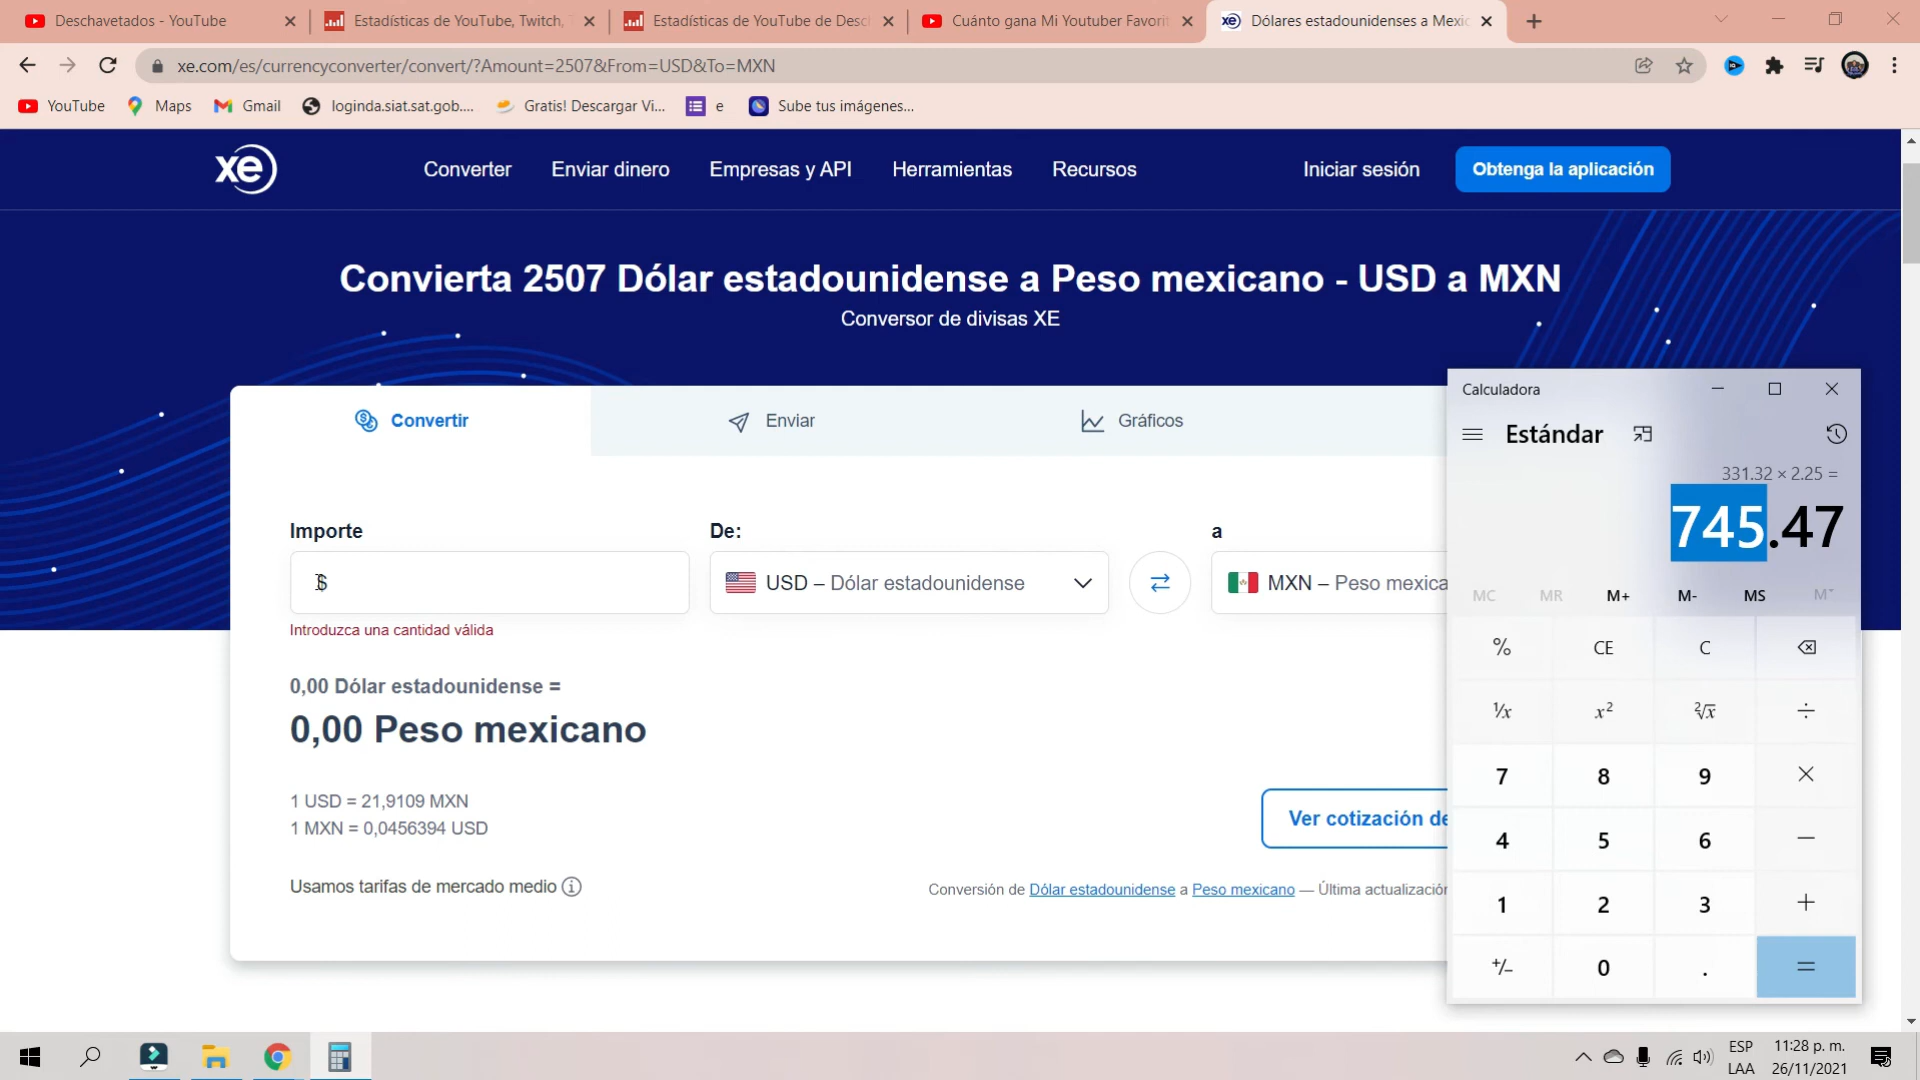 Deschavetados - YouTube
Estadísticas de YouTube, Twitch,
Estadísticas de YouTube de Desc
Cuánto gana Mi Youtuber Favorit
xe Dólares estadounidenses a Mexic
xe.com/es/currencyconverter/convert/?Amount=2507&From=USD&To=MXN
YouTube
Maps
Gmail
loginda.siat.sat.gob....
Gratis! Descargar Vi...
e
Sube tus imágenes...
xe
Converter
Enviar dinero
Empresas y API
Herramientas
Recursos
Iniciar sesión
Obtenga la aplicación
Convierta 2507 Dólar estadounidense a Peso mexicano - USD a MXN
Conversor de divisas XE
Convertir
Enviar
Gráficos
Importe
De:
a
$
USD – Dólar estadounidense
MXN – Peso mexica
Introduzca una cantidad válida
0,00 Dólar estadounidense =
0,00 Peso mexicano
1 USD = 21,9109 MXN
1 MXN = 0,0456394 USD
Ver cotización de
Usamos tarifas de mercado medio
Conversión de Dólar estadounidense a Peso mexicano — Última actualización
Calculadora
Estándar
331.32 × 2.25 =
745.47
MC MR M+ M- MS M˅
% CE C
⅟x x² ²√x ÷
7 8 9 ×
4 5 6 −
1 2 3 +
+/− 0 . =
ESP
LAA
11:28 p. m.
26/11/2021